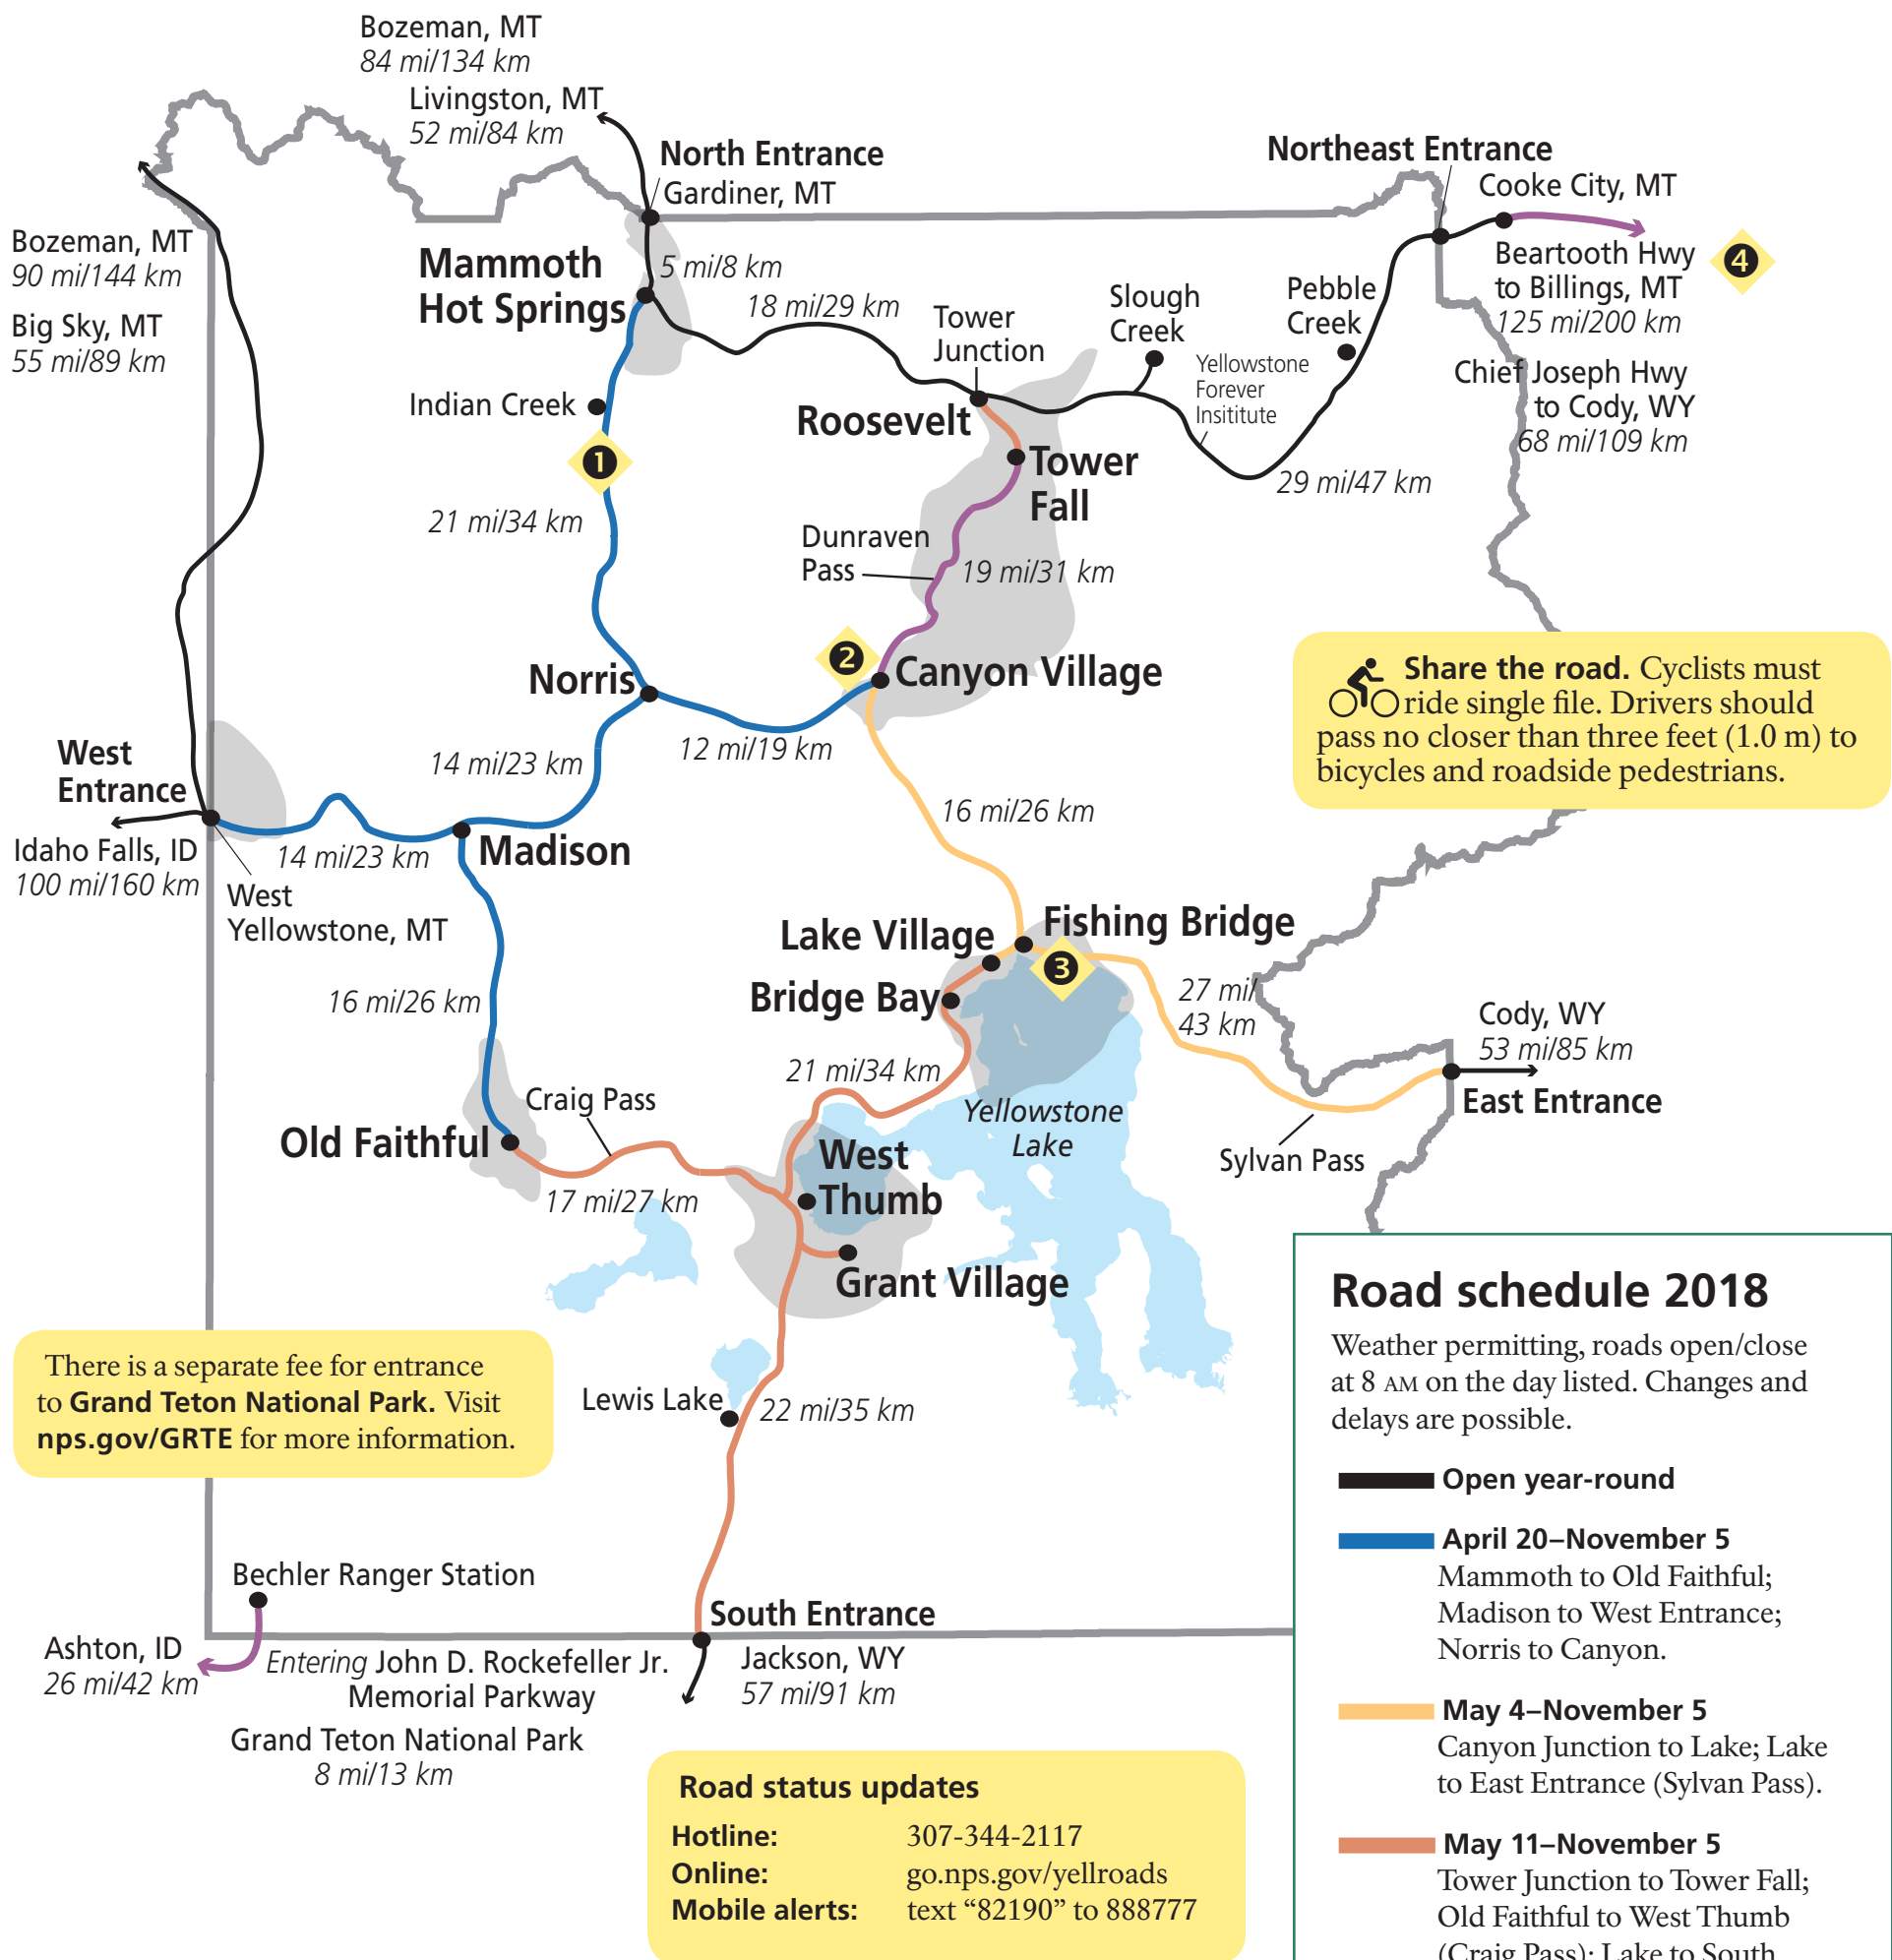 Bozeman, MT
84 mi/134 km
Livingston, MT
52 mi/84 km
North Entrance
Gardiner, MT
Northeast Entrance
Cooke City, MT
Bozeman, MT
90 mi/144 km
Big Sky, MT
55 mi/89 km
Mammoth
Hot Springs
5 mi/8 km
18 mi/29 km
Tower
Junction
Slough
Creek
Pebble
Creek
Beartooth Hwy
to Billings, MT
125 mi/200 km
4
Yellowstone
Forever
Insititute
Chief Joseph Hwy
to Cody, WY
68 mi/109 km
Indian Creek
Roosevelt
1
Tower
Fall
29 mi/47 km
21 mi/34 km
Dunraven
Pass
19 mi/31 km
2
Norris
Canyon Village
Share the road. Cyclists must
ride single file. Drivers should
pass no closer than three feet (1.0 m) to
bicycles and roadside pedestrians.
West
Entrance
14 mi/23 km
12 mi/19 km
16 mi/26 km
Idaho Falls, ID
100 mi/160 km
14 mi/23 km
Madison
West
Yellowstone, MT
Lake Village
Fishing Bridge
3
Bridge Bay
16 mi/26 km
27 mi/
43 km
Cody, WY
53 mi/85 km
21 mi/34 km
East Entrance
Craig Pass
Yellowstone
Lake
Old Faithful
West
Thumb
Sylvan Pass
17 mi/27 km
Grant Village
There is a separate fee for entrance
to Grand Teton National Park. Visit
nps.gov/GRTE for more information.
Lewis Lake
22 mi/35 km
Bechler Ranger Station
South Entrance
Ashton, ID
26 mi/42 km
Entering John D. Rockefeller Jr.
Memorial Parkway
Jackson, WY
57 mi/91 km
Grand Teton National Park
8 mi/13 km
Road status updates
Hotline: 307-344-2117
Online: go.nps.gov/yellroads
Mobile alerts: text “82190” to 888777
Road schedule 2018
Weather permitting, roads open/close
at 8 AM on the day listed. Changes and
delays are possible.
Open year-round
April 20–November 5
Mammoth to Old Faithful;
Madison to West Entrance;
Norris to Canyon.
May 4–November 5
Canyon Junction to Lake; Lake
to East Entrance (Sylvan Pass).
May 11–November 5
Tower Junction to Tower Fall;
Old Faithful to West Thumb
(Craig Pass); Lake to South